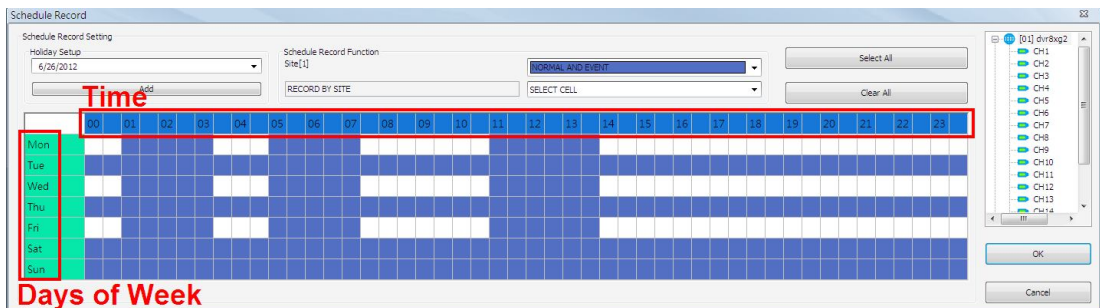 Schedule Record
Schedule Record Setting
Holiday Setup
6/26/2012
Add
Schedule Record Function
Site[1]
NORMAL AND EVENT
RECORD BY SITE
SELECT CELL
Select All
Clear All
Time
00 01 02 03 04 05 06 07 08 09 10 11 12 13 14 15 16 17 18 19 20 21 22 23
Mon
Tue
Wed
Thu
Fri
Sat
Sun
Days of Week
[01] dvr8xg2
CH1
CH2
CH3
CH4
CH5
CH6
CH7
CH8
CH9
CH10
CH11
CH12
CH13
CH14
OK
Cancel